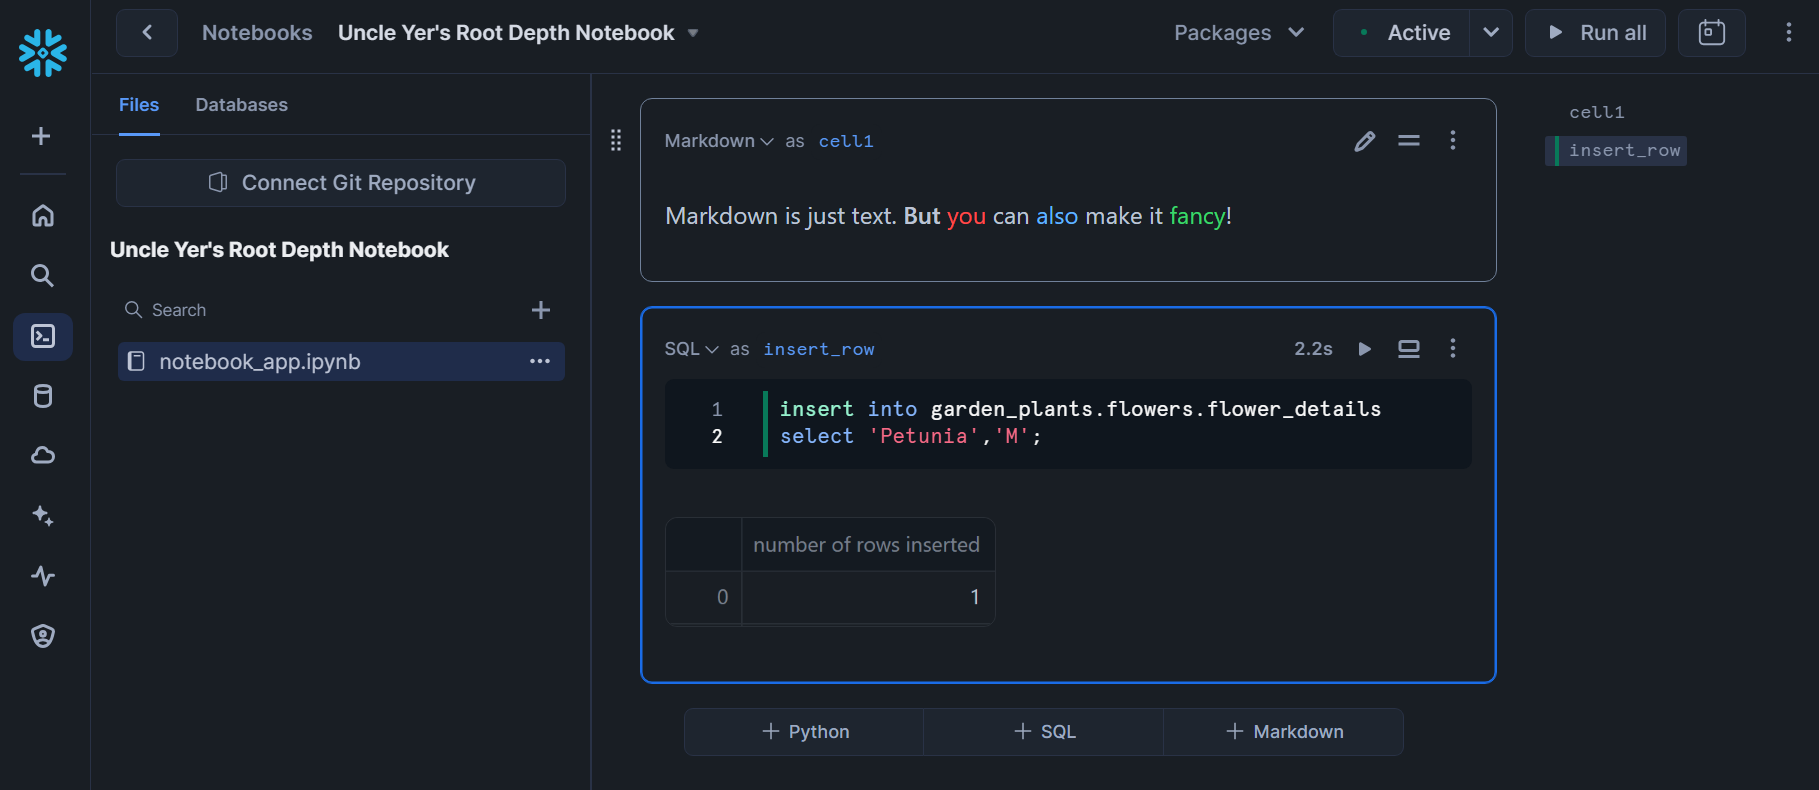 Notebooks Uncle Yer's Root Depth Notebook
Packages Active Run all
Files Databases
Connect Git Repository
Uncle Yer's Root Depth Notebook
Search
notebook_app.ipynb
Markdown as cell1
Markdown is just text. But you can also make it fancy!
SQL as insert_row 2.2s
1 insert into garden_plants.flowers.flower_details
2 select 'Petunia','M';
number of rows inserted
0 1
Python SQL Markdown
cell1
insert_row